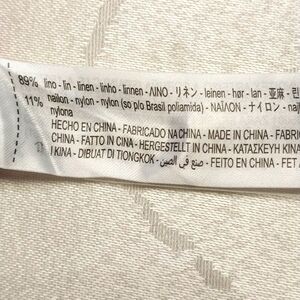 89% lino - lin - linen - linho - linnen - ΛΙΝΟ - リネン - leinen - hør - lan - 亚麻 - 린
11% nailon - nylon - nylon (so p/o Brasil poliamida) - ΝΑΪΛΟΝ - ナイロン - naj
nylona
HECHO EN CHINA - FABRICADO NA CHINA - MADE IN CHINA - FABRIC
CHINA - FATTO IN CINA - HERGESTELLT IN CHINA - ΚΑΤΑΣΚΕΥΗ ΚΙΝΑ
I KINA - DIBUAT DI TIONGKOK - صنع في الصين - FEITO EN CHINA - FET A